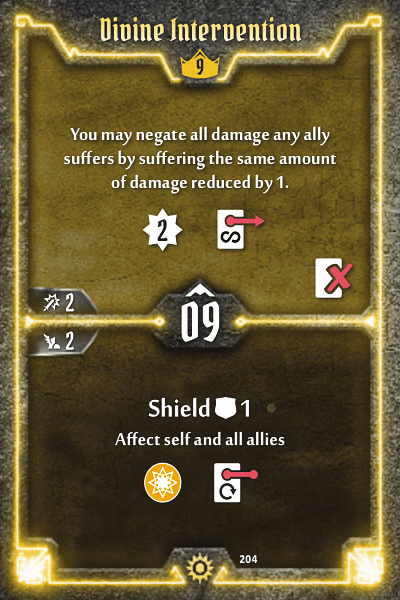 Divine Intervention
9
You may negate all damage any ally
suffers by suffering the same amount
of damage reduced by 1.
2
2
09
2
Shield 1
Affect self and all allies
204